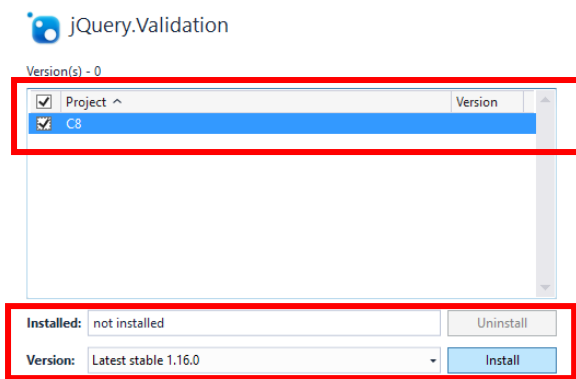 jQuery.Validation
Version(s) - 0
Project Version
C8
Installed: not installed Uninstall
Version: Latest stable 1.16.0 Install